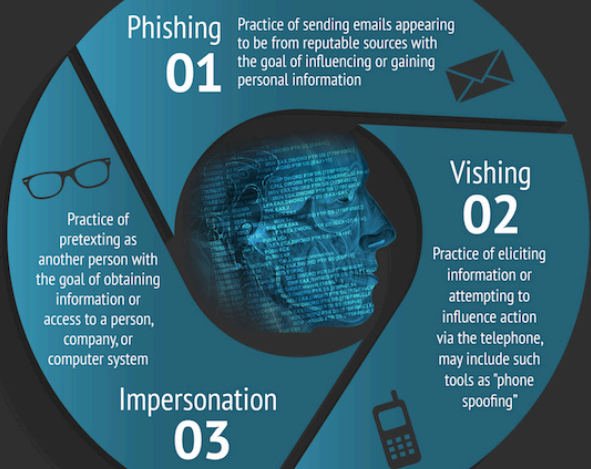 Phishing
01
Practice of sending emails appearing
to be from reputable sources with
the goal of influencing or gaining
personal information
Vishing
02
Practice of eliciting
information or
attempting to
influence action
via the telephone,
may include such
tools as "phone
spoofing"
Practice of
pretexting as
another person with
the goal of obtaining
information or
access to a person,
company, or
computer system
Impersonation
03